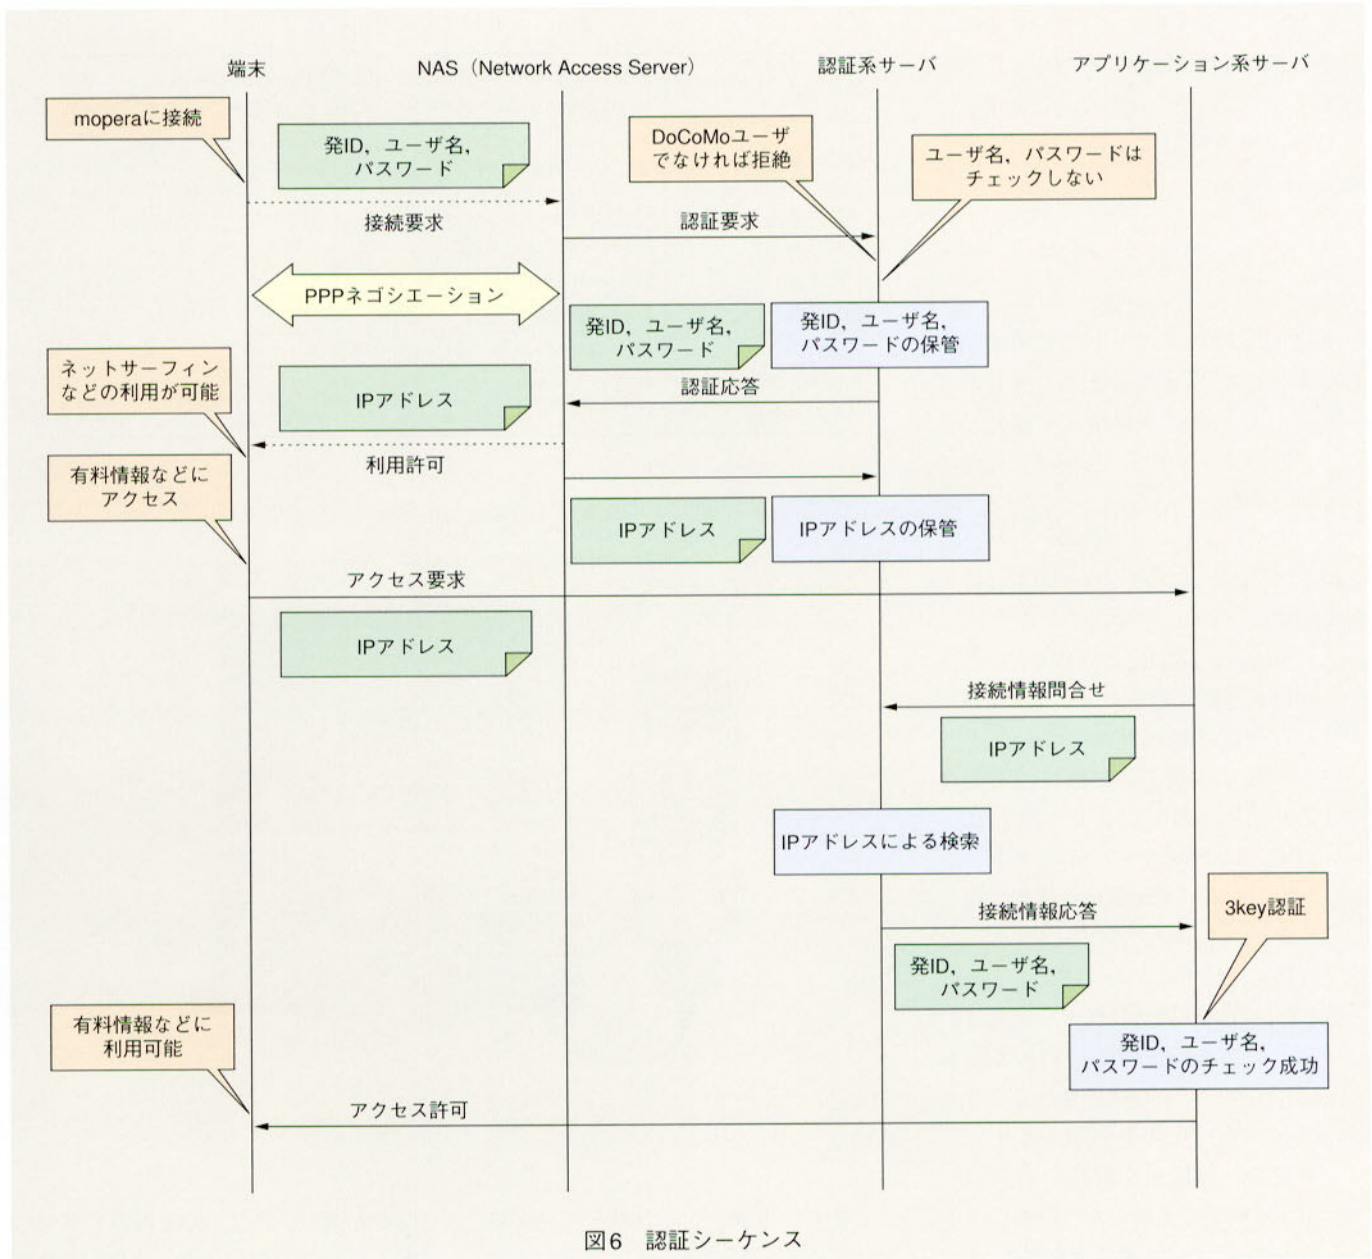 端末
NAS（Network Access Server）
認証系サーバ
アプリケーション系サーバ
moperaに接続
発ID，ユーザ名，
パスワード
DoCoMoユーザ
でなければ拒絶
ユーザ名，パスワードは
チェックしない
接続要求
認証要求
PPPネゴシエーション
発ID，ユーザ名，
パスワード
発ID，ユーザ名，
パスワードの保管
ネットサーフィン
などの利用が可能
IPアドレス
認証応答
利用許可
有料情報などに
アクセス
IPアドレス
IPアドレスの保管
アクセス要求
IPアドレス
接続情報問合せ
IPアドレス
IPアドレスによる検索
接続情報応答
3key認証
発ID，ユーザ名，
パスワード
有料情報などに
利用可能
発ID，ユーザ名，
パスワードのチェック成功
アクセス許可
図6　認証シーケンス